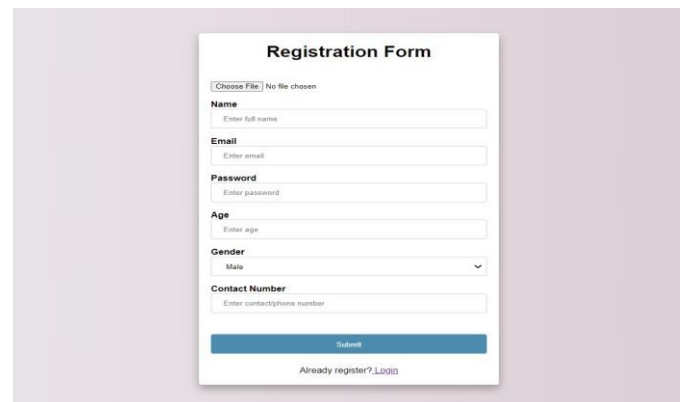 Registration Form
Choose File No file chosen
Name
Enter full name
Email
Enter email
Password
Enter password
Age
Enter age
Gender
Male
Contact Number
Enter contact/phone number
Submit
Already register? Login